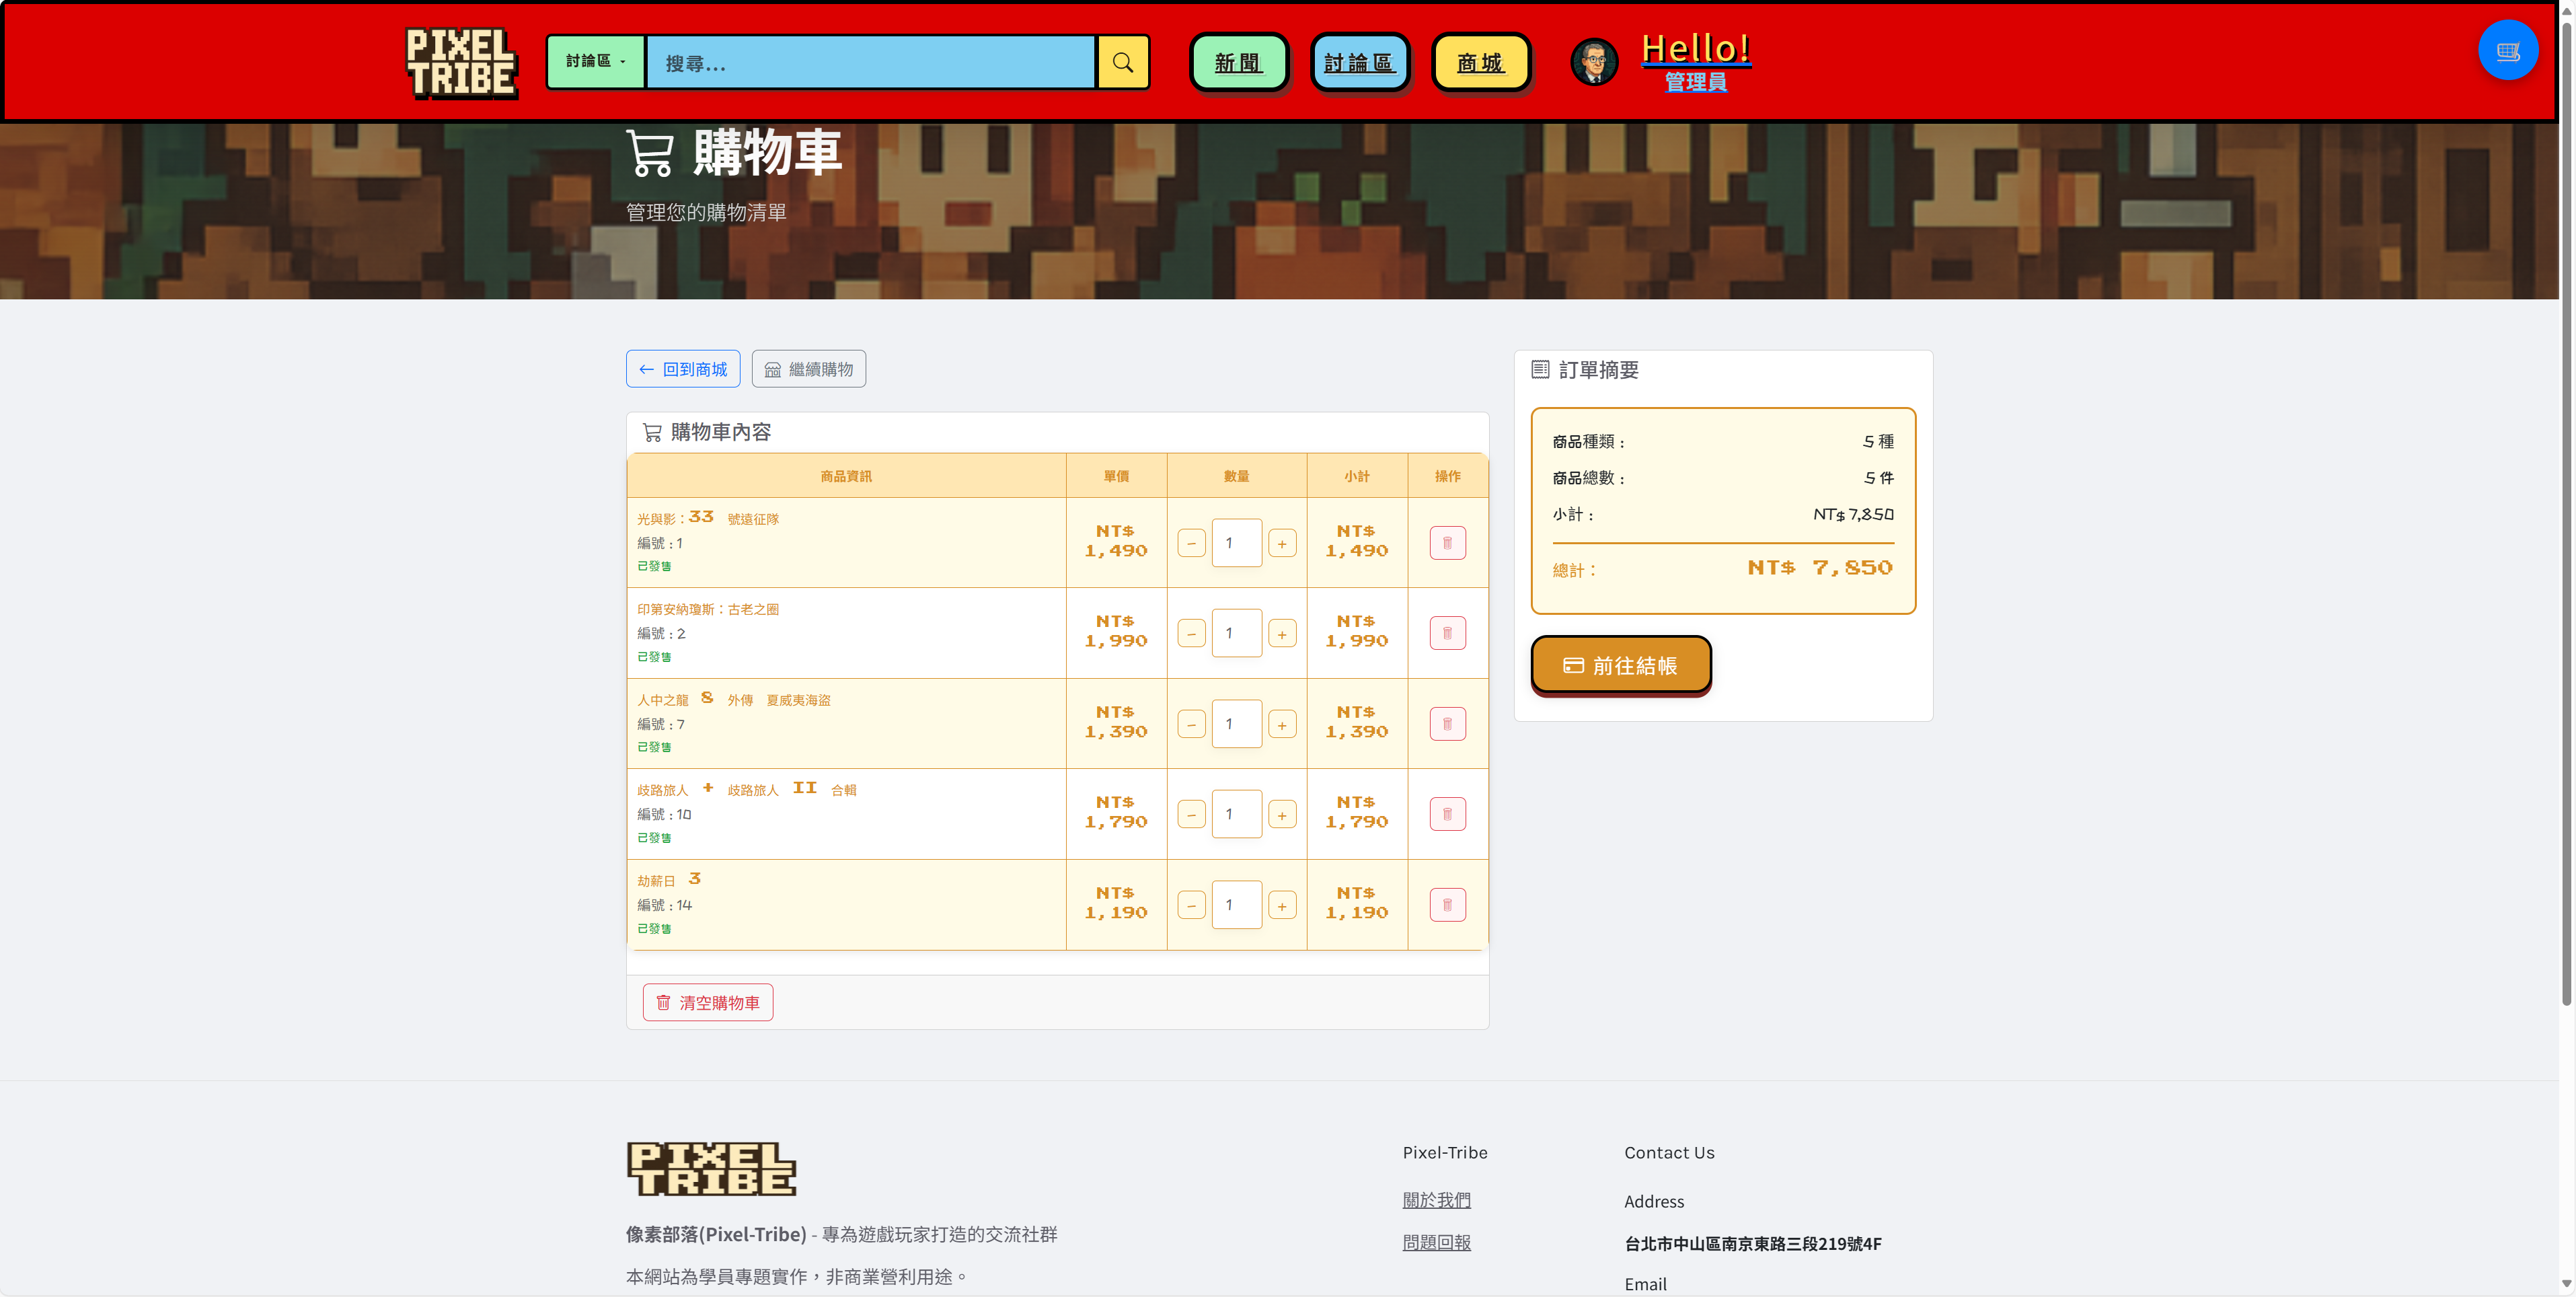 PIXEL
TRIBE
討論區
搜尋...
新聞
討論區
商城
Hello!
管理員
購物車
管理您的購物清單
回到商城
繼續購物
購物車內容
商品資訊 單價 數量 小計 操作
光與影：33 號遠征隊
編號：1
已發售
NT$
1,490
1
NT$
1,490
印第安納瓊斯：古老之圈
編號：2
已發售
NT$
1,990
1
NT$
1,990
人中之龍 8 外傳 夏威夷海盜
編號：7
已發售
NT$
1,390
1
NT$
1,390
歧路旅人 + 歧路旅人 II 合輯
編號：10
已發售
NT$
1,790
1
NT$
1,790
劫薪日 3
編號：14
已發售
NT$
1,190
1
NT$
1,190
清空購物車
訂單摘要
商品種類： 5 種
商品總數： 5 件
小計： NT$ 7,850
總計： NT$ 7,850
前往結帳
PIXEL
TRIBE
像素部落(Pixel-Tribe) - 專為遊戲玩家打造的交流社群
本網站為學員專題實作，非商業營利用途。
Pixel-Tribe
關於我們
問題回報
Contact Us
Address
台北市中山區南京東路三段219號4F
Email